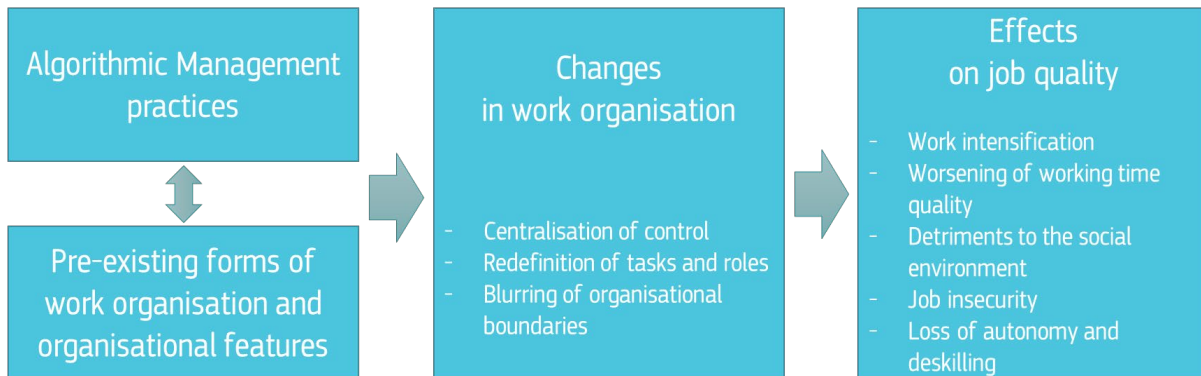 Algorithmic Management
practices
Pre-existing forms of
work organisation and
organisational features
Changes
in work organisation
- Centralisation of control
- Redefinition of tasks and roles
- Blurring of organisational
boundaries
Effects
on job quality
- Work intensification
- Worsening of working time
quality
- Detriments to the social
environment
- Job insecurity
- Loss of autonomy and
deskilling